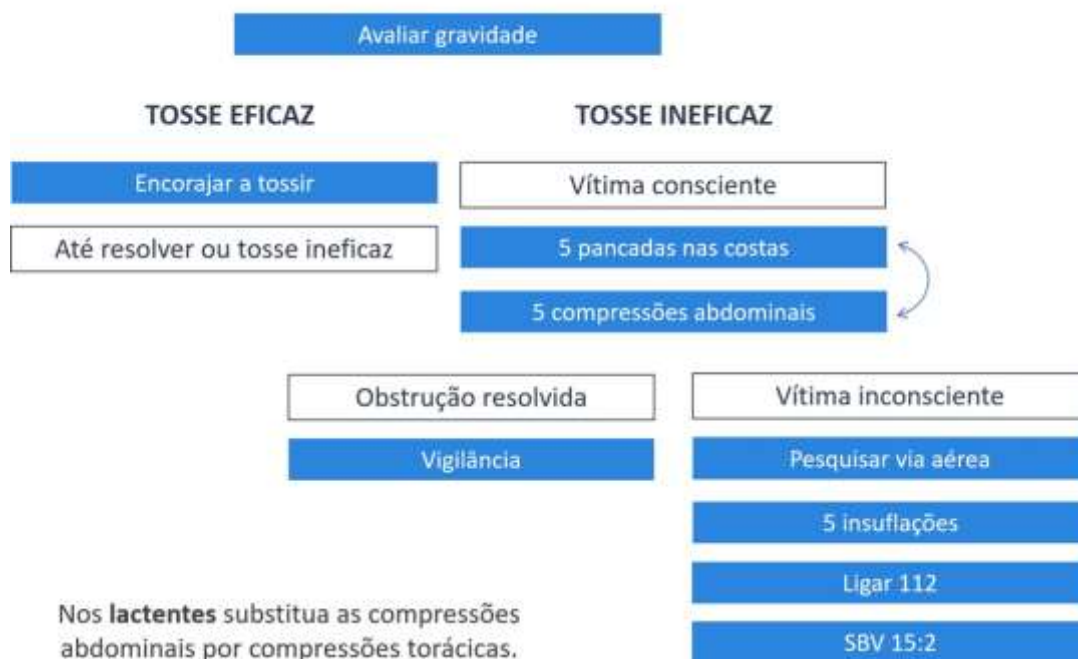 Avaliar gravidade
TOSSE EFICAZ
TOSSE INEFICAZ
Encorajar a tossir
Vítima consciente
Até resolver ou tosse ineficaz
5 pancadas nas costas
5 compressões abdominais
Obstrução resolvida
Vítima inconsciente
Vigilância
Pesquisar via aérea
5 insuflações
Ligar 112
Nos lactentes substitua as compressões
abdominais por compressões torácicas.
SBV 15:2